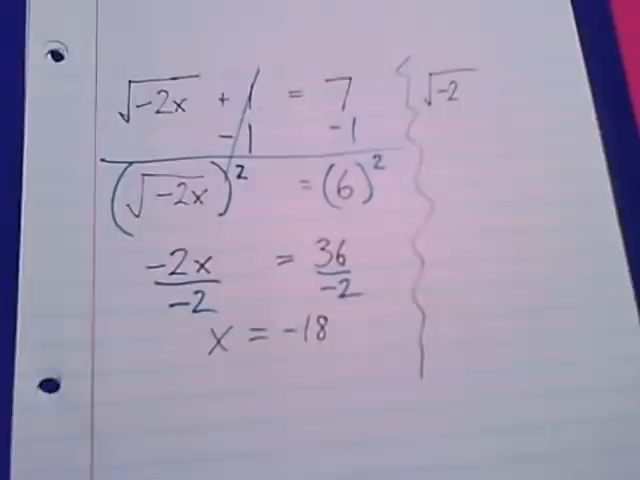 √-2x + 1 = 7
-1 -1
(√-2x)² = (6)²
-2x/-2 = 36/-2
x = -18
√-2